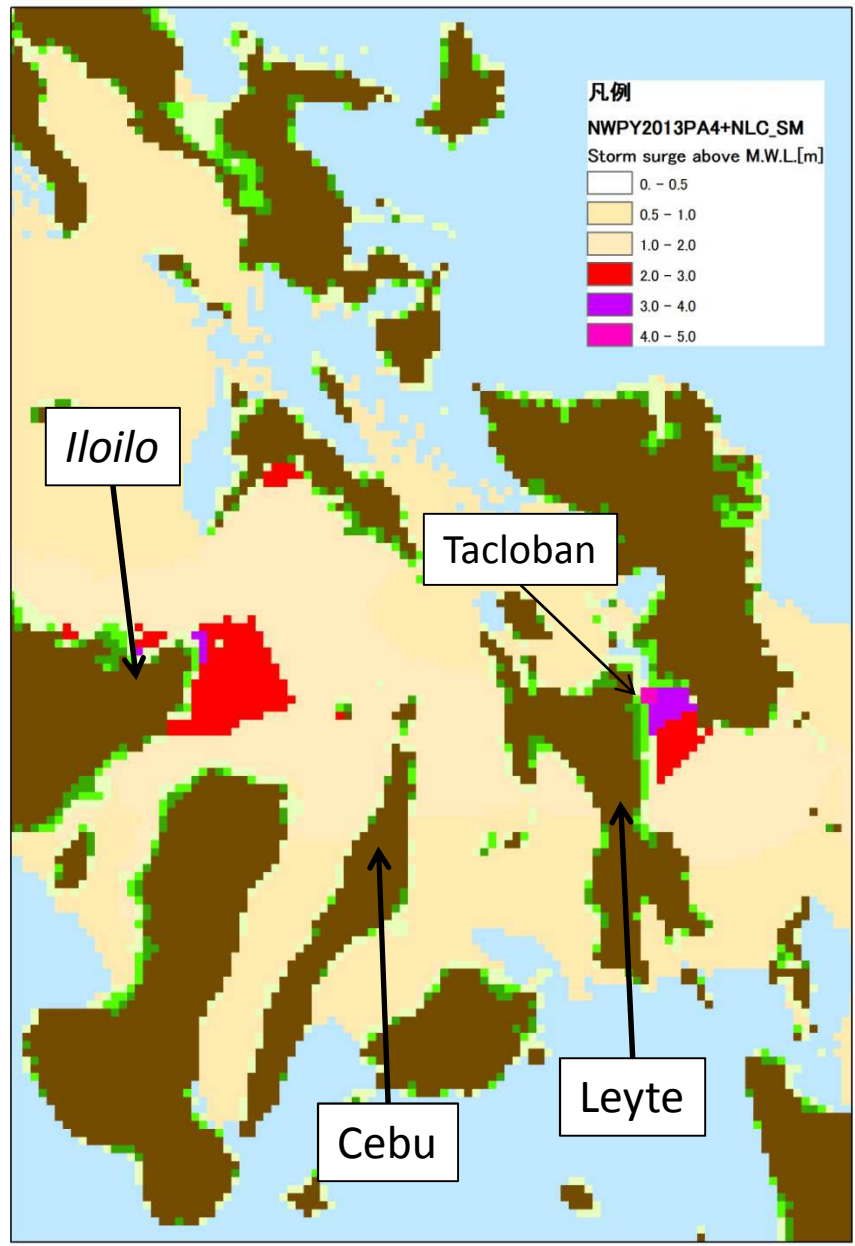 凡例
NWPY2013PA4+NLC_SM
Storm surge above M.W.L.[m]
0. - 0.5
0.5 - 1.0
1.0 - 2.0
2.0 - 3.0
3.0 - 4.0
4.0 - 5.0
Iloilo
Tacloban
Leyte
Cebu